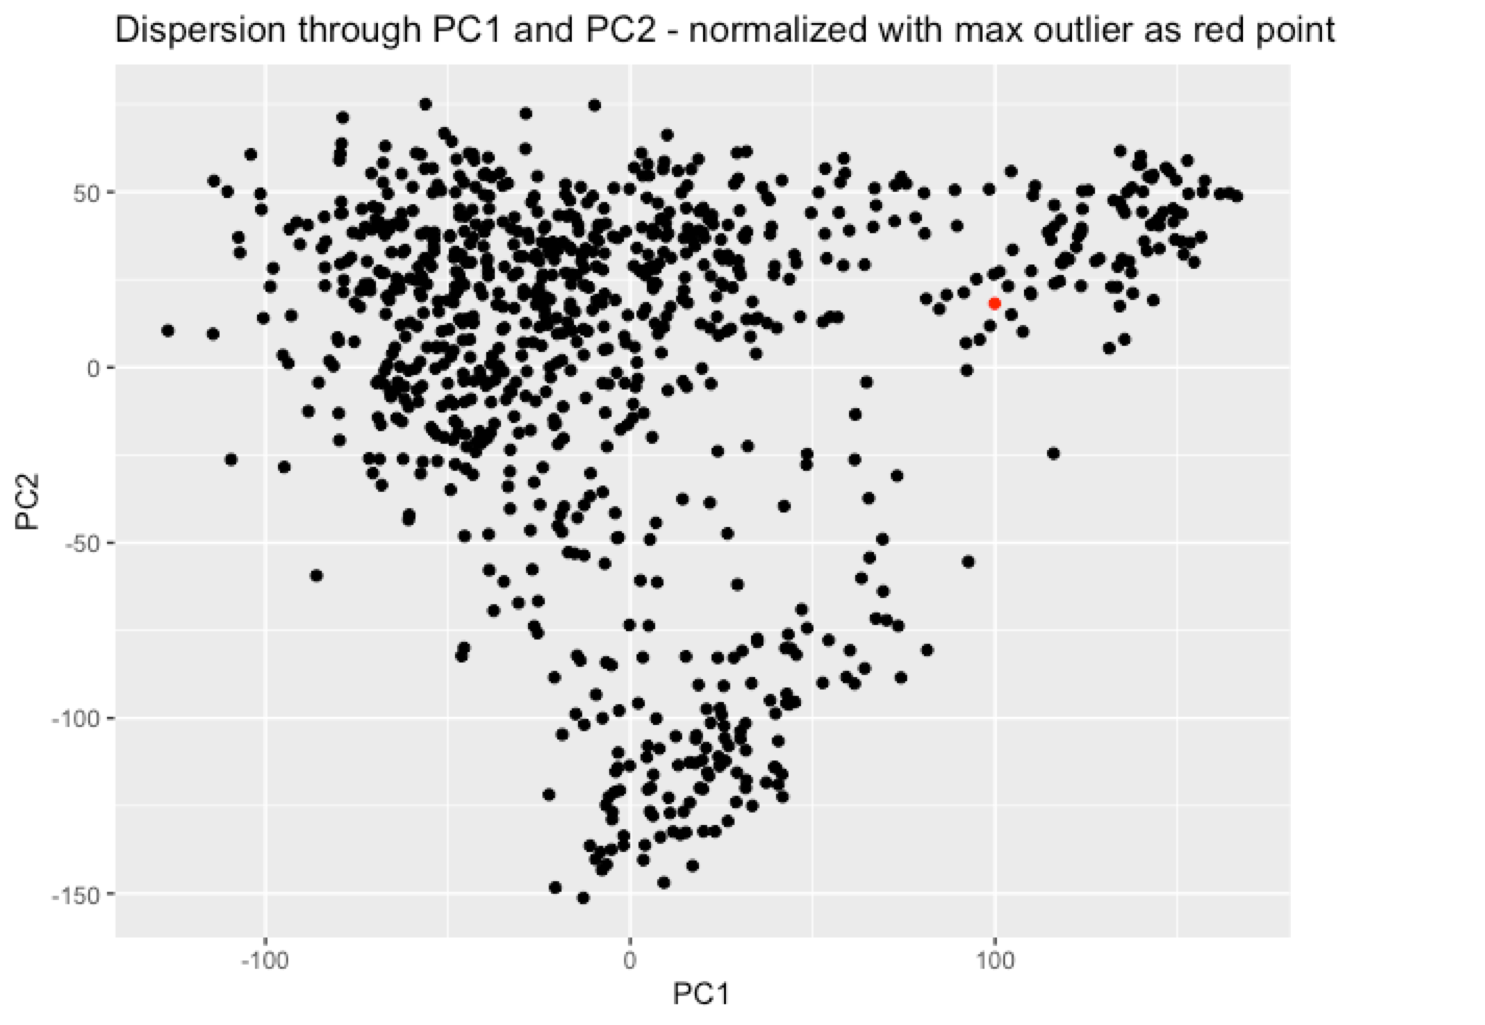 Dispersion through PC1 and PC2 - normalized with max outlier as red point
50
0
-50
-100
-150
PC2
-100
0
100
PC1